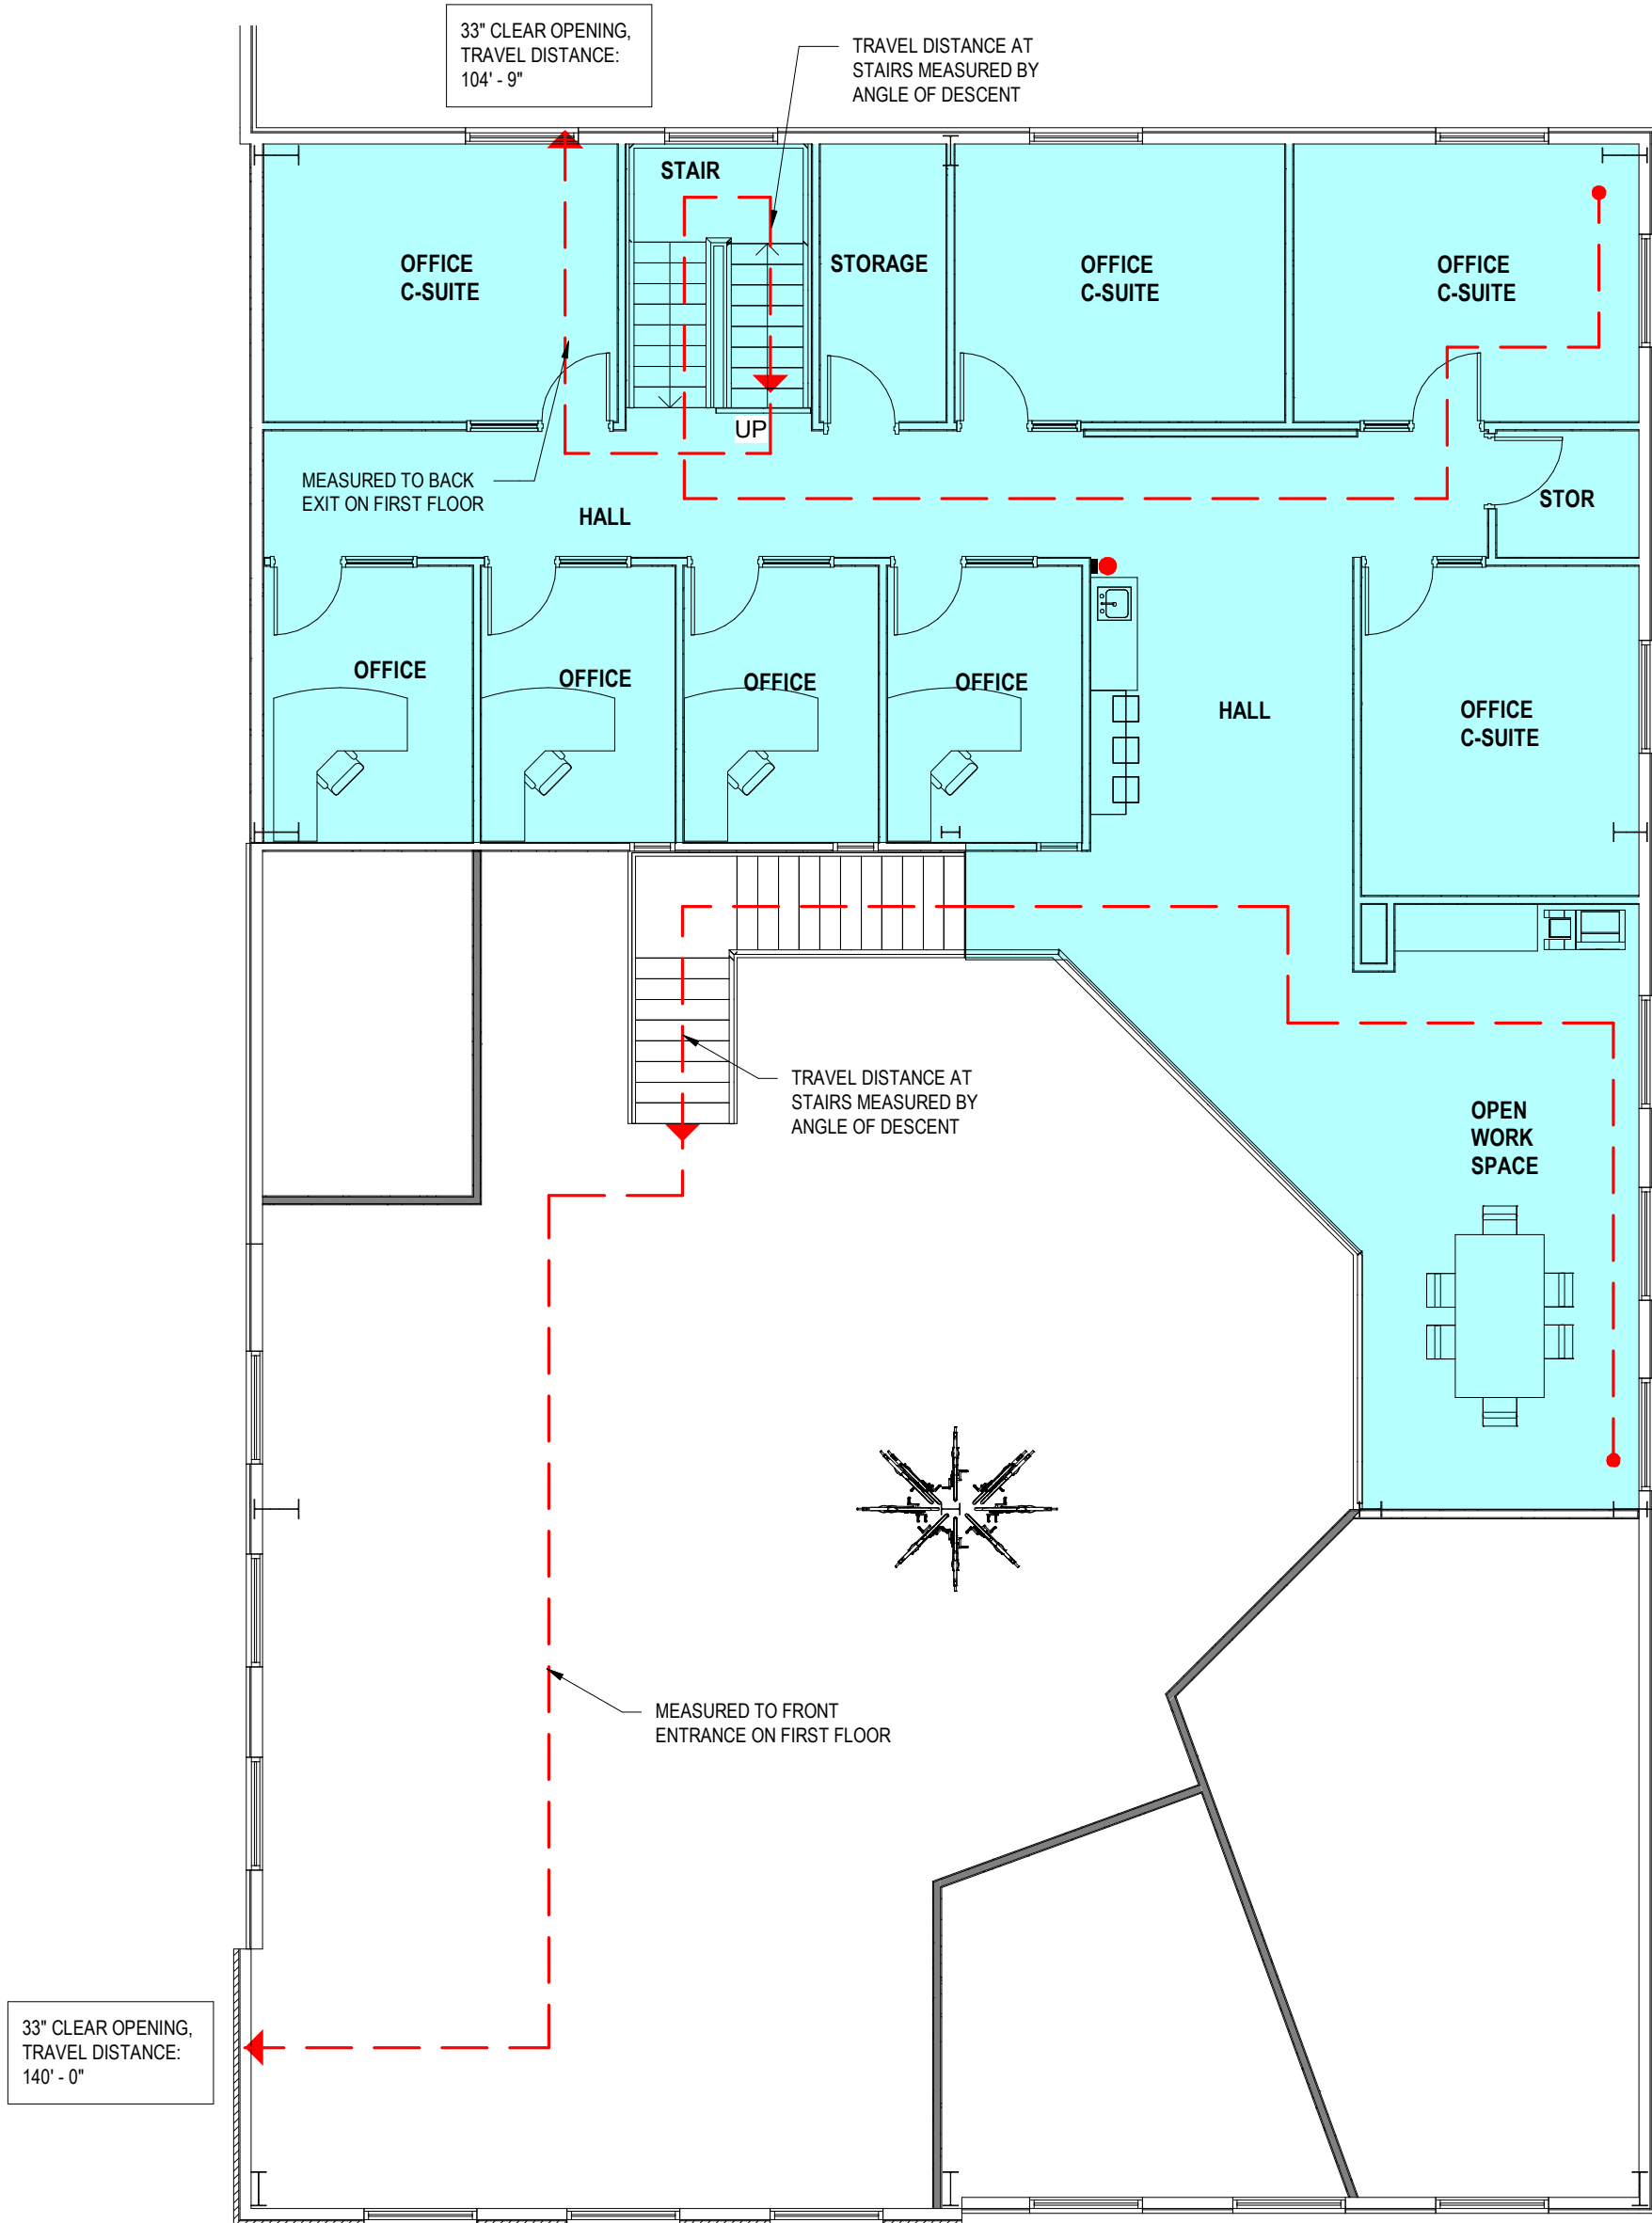 33" CLEAR OPENING,
TRAVEL DISTANCE:
104' - 9"
TRAVEL DISTANCE AT
STAIRS MEASURED BY
ANGLE OF DESCENT
STAIR
OFFICE
C-SUITE
STORAGE
OFFICE
C-SUITE
OFFICE
C-SUITE
UP
MEASURED TO BACK
EXIT ON FIRST FLOOR
HALL
STOR
OFFICE
OFFICE
OFFICE
OFFICE
HALL
OFFICE
C-SUITE
TRAVEL DISTANCE AT
STAIRS MEASURED BY
ANGLE OF DESCENT
OPEN
WORK
SPACE
MEASURED TO FRONT
ENTRANCE ON FIRST FLOOR
33" CLEAR OPENING,
TRAVEL DISTANCE:
140' - 0"